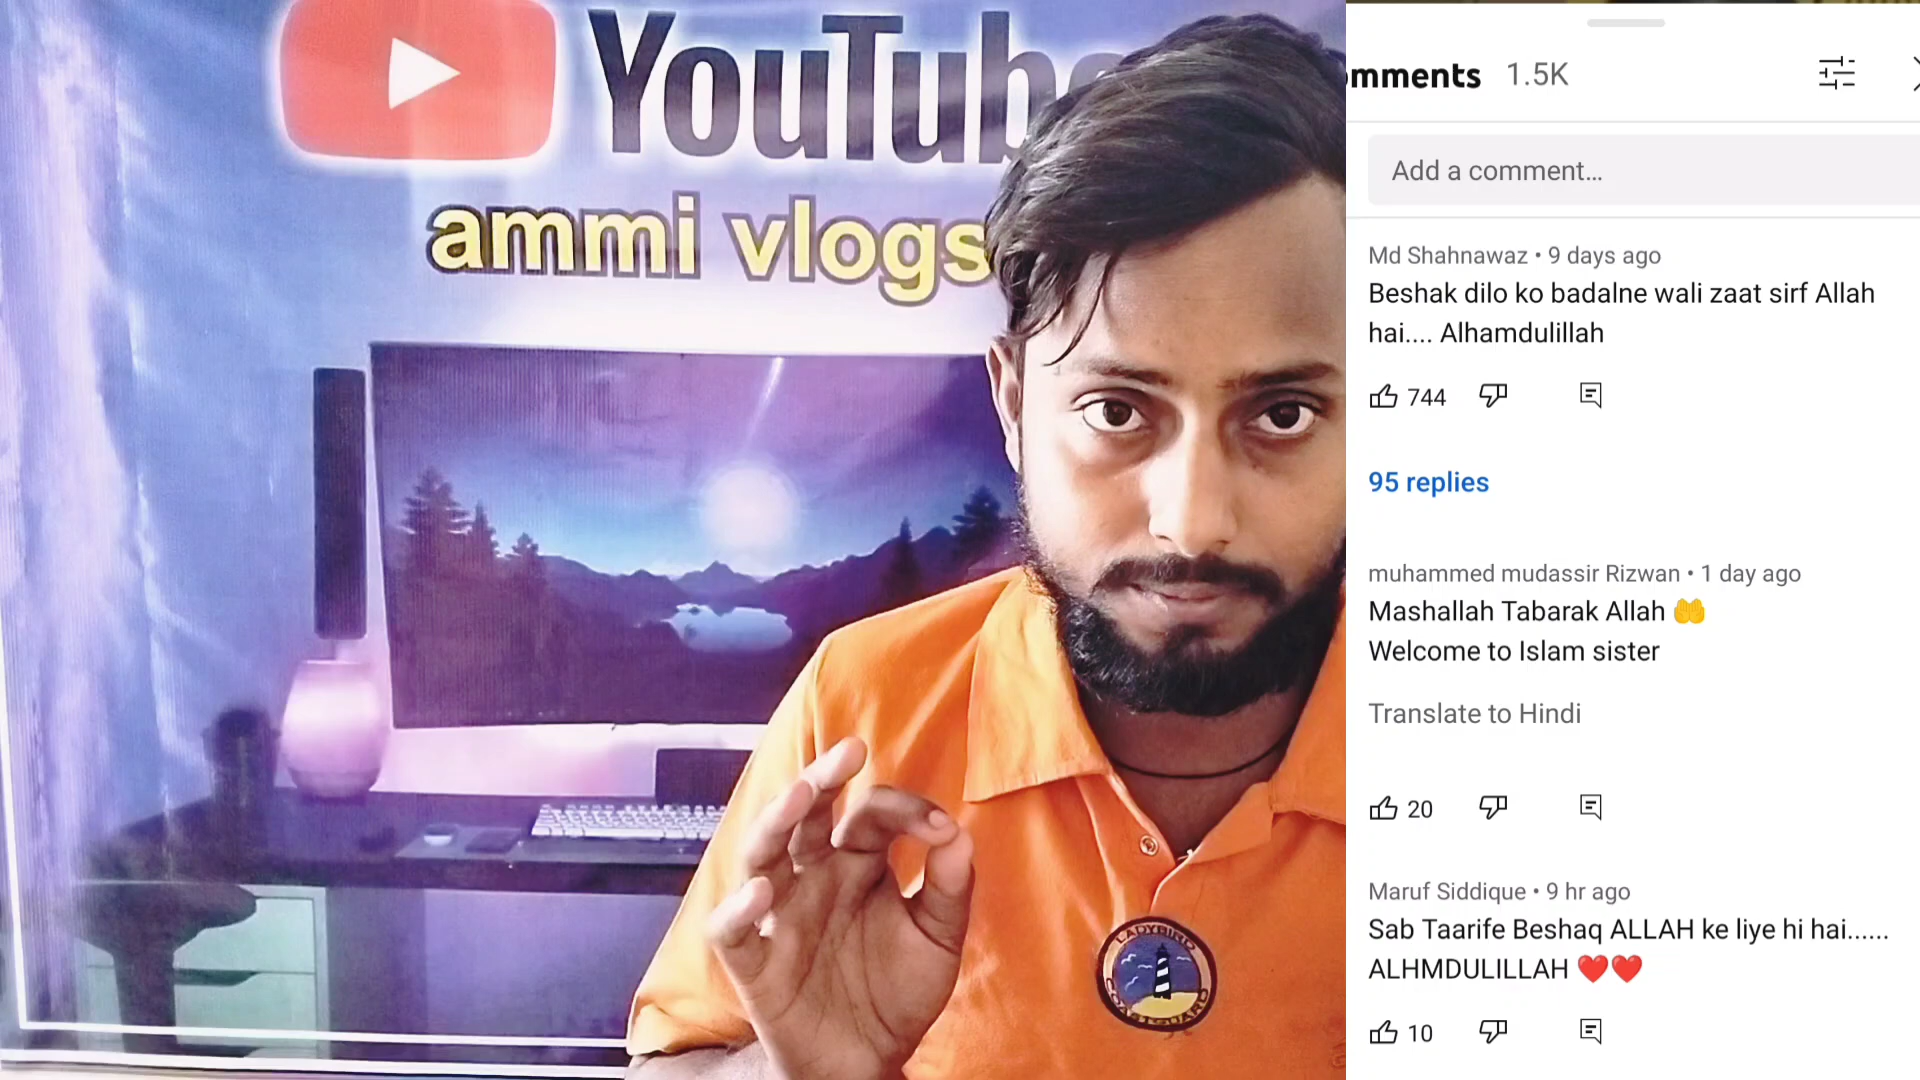 YouTube
ammi vlogs
LADYBIRD
COASTGUARD
mments 1.5K
Add a comment...
Md Shahnawaz • 9 days ago
Beshak dilo ko badalne wali zaat sirf Allah
hai.... Alhamdulillah
744
95 replies
muhammed mudassir Rizwan • 1 day ago
Mashallah Tabarak Allah 🤲
Welcome to Islam sister
Translate to Hindi
20
Maruf Siddique • 9 hr ago
Sab Taarife Beshaq ALLAH ke liye hi hai......
ALHMDULILLAH ❤️❤️
10